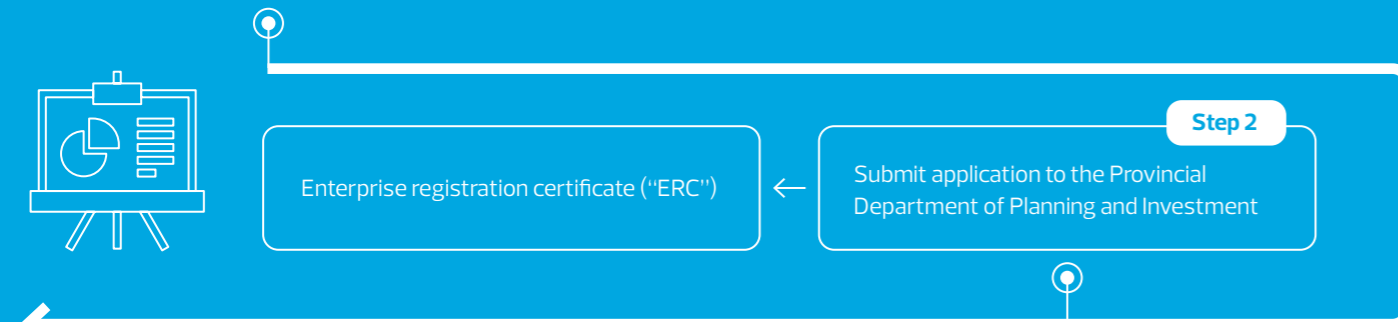 Step 2
Enterprise registration certificate (“ERC”)
Submit application to the Provincial
Department of Planning and Investment